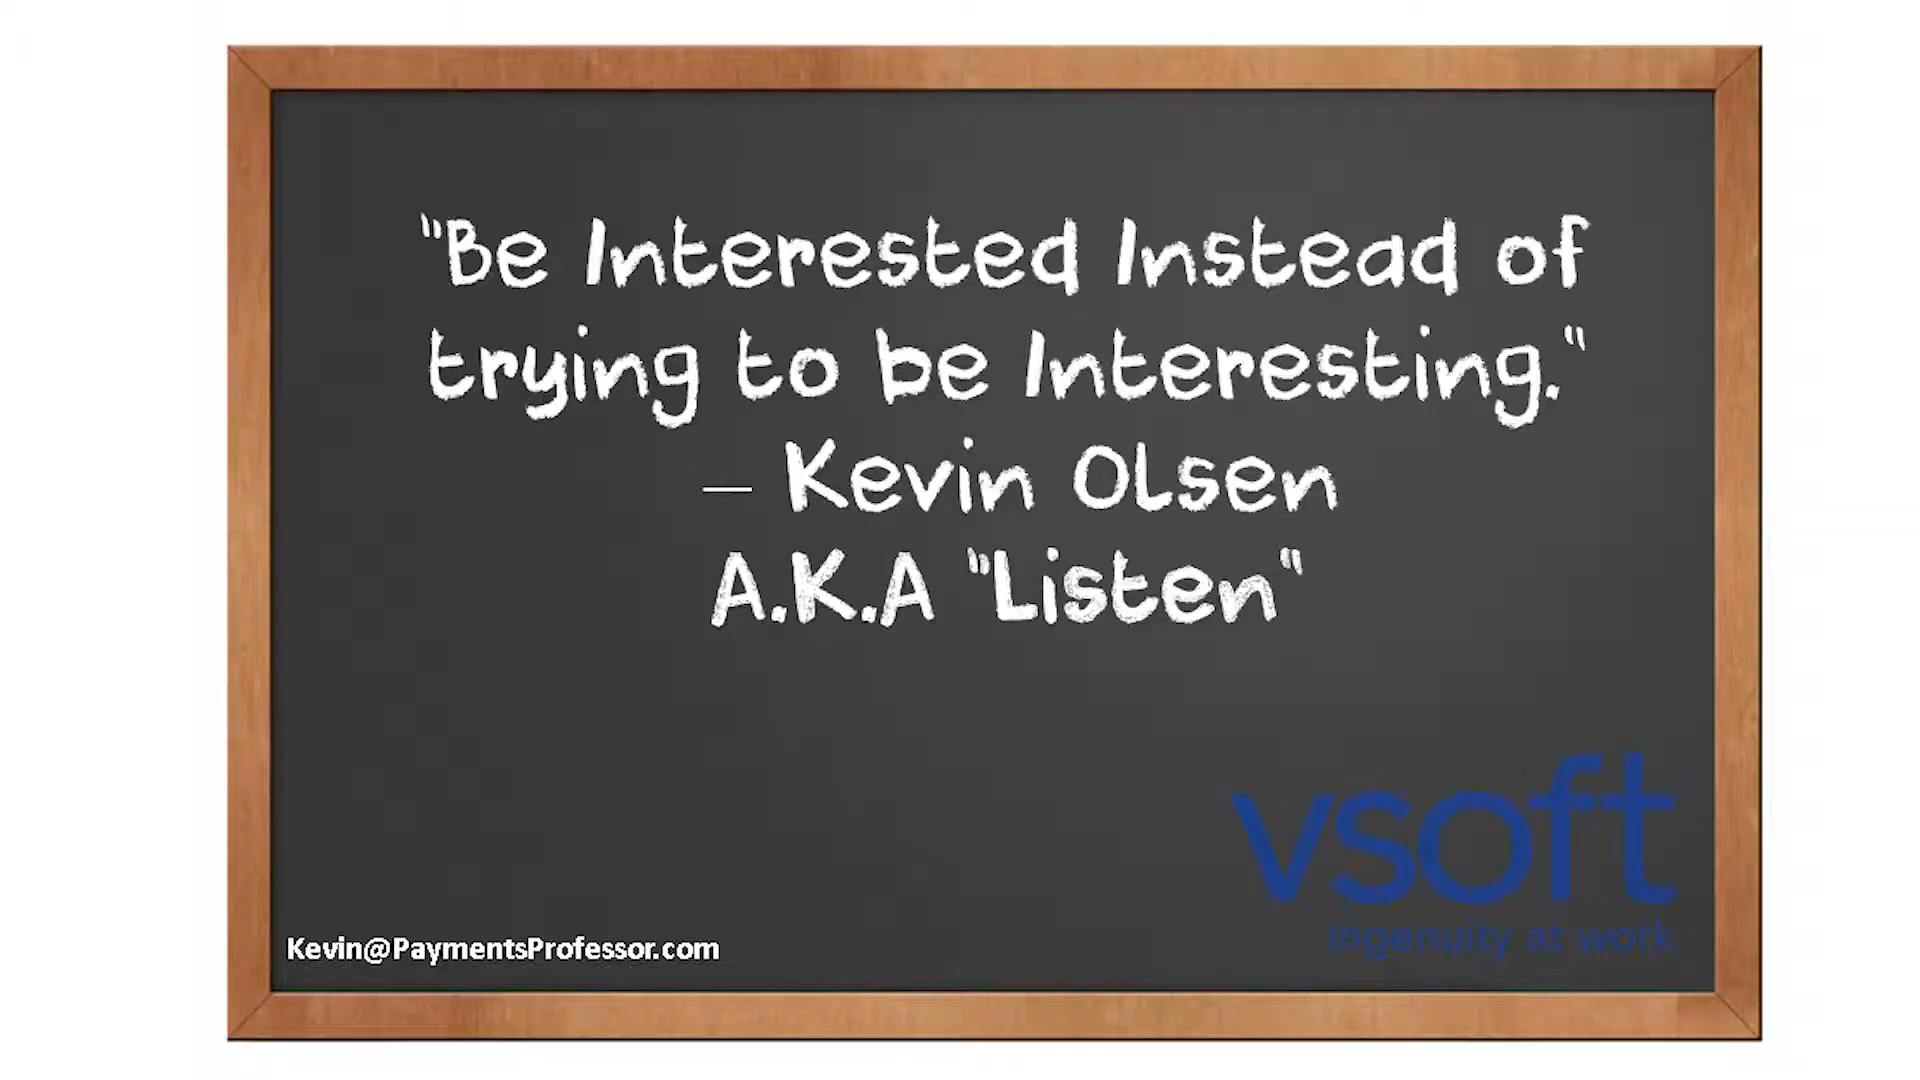 "Be Interested Instead of
trying to be Interesting."
– Kevin Olsen
A.K.A "Listen"
vsoft
ingenuity at work
Kevin@PaymentsProfessor.com